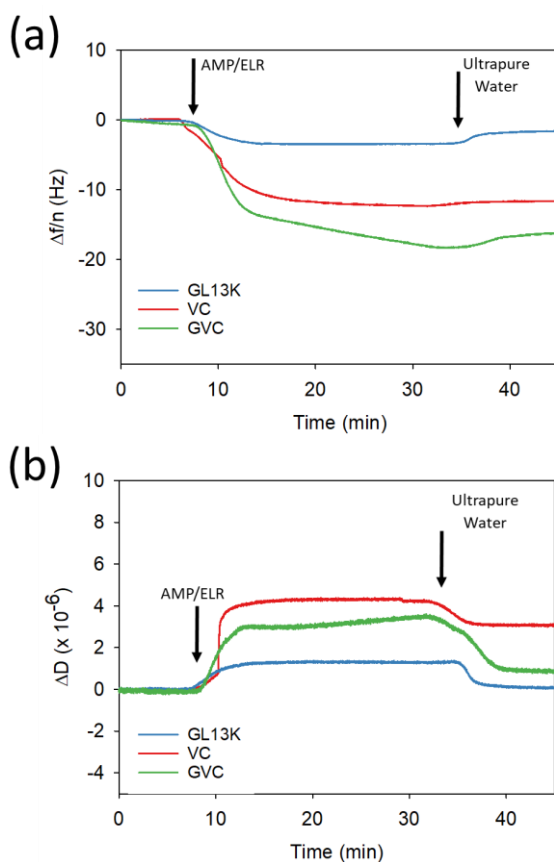 (a)
10
0
-10
-20
-30
Δf/n (Hz)
AMP/ELR
Ultrapure
Water
GL13K
VC
GVC
0
10
20
30
40
Time (min)
(b)
10
8
6
4
2
0
-2
-4
ΔD (x 10⁻⁶)
AMP/ELR
Ultrapure
Water
GL13K
VC
GVC
0
10
20
30
40
Time (min)